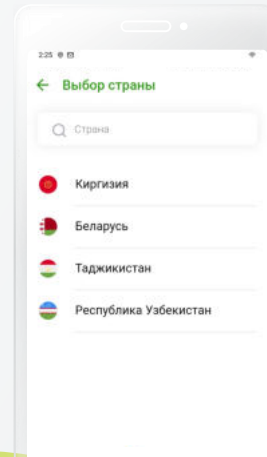 2:25
Выбор страны
Страна
Киргизия
Беларусь
Таджикистан
Республика Узбекистан